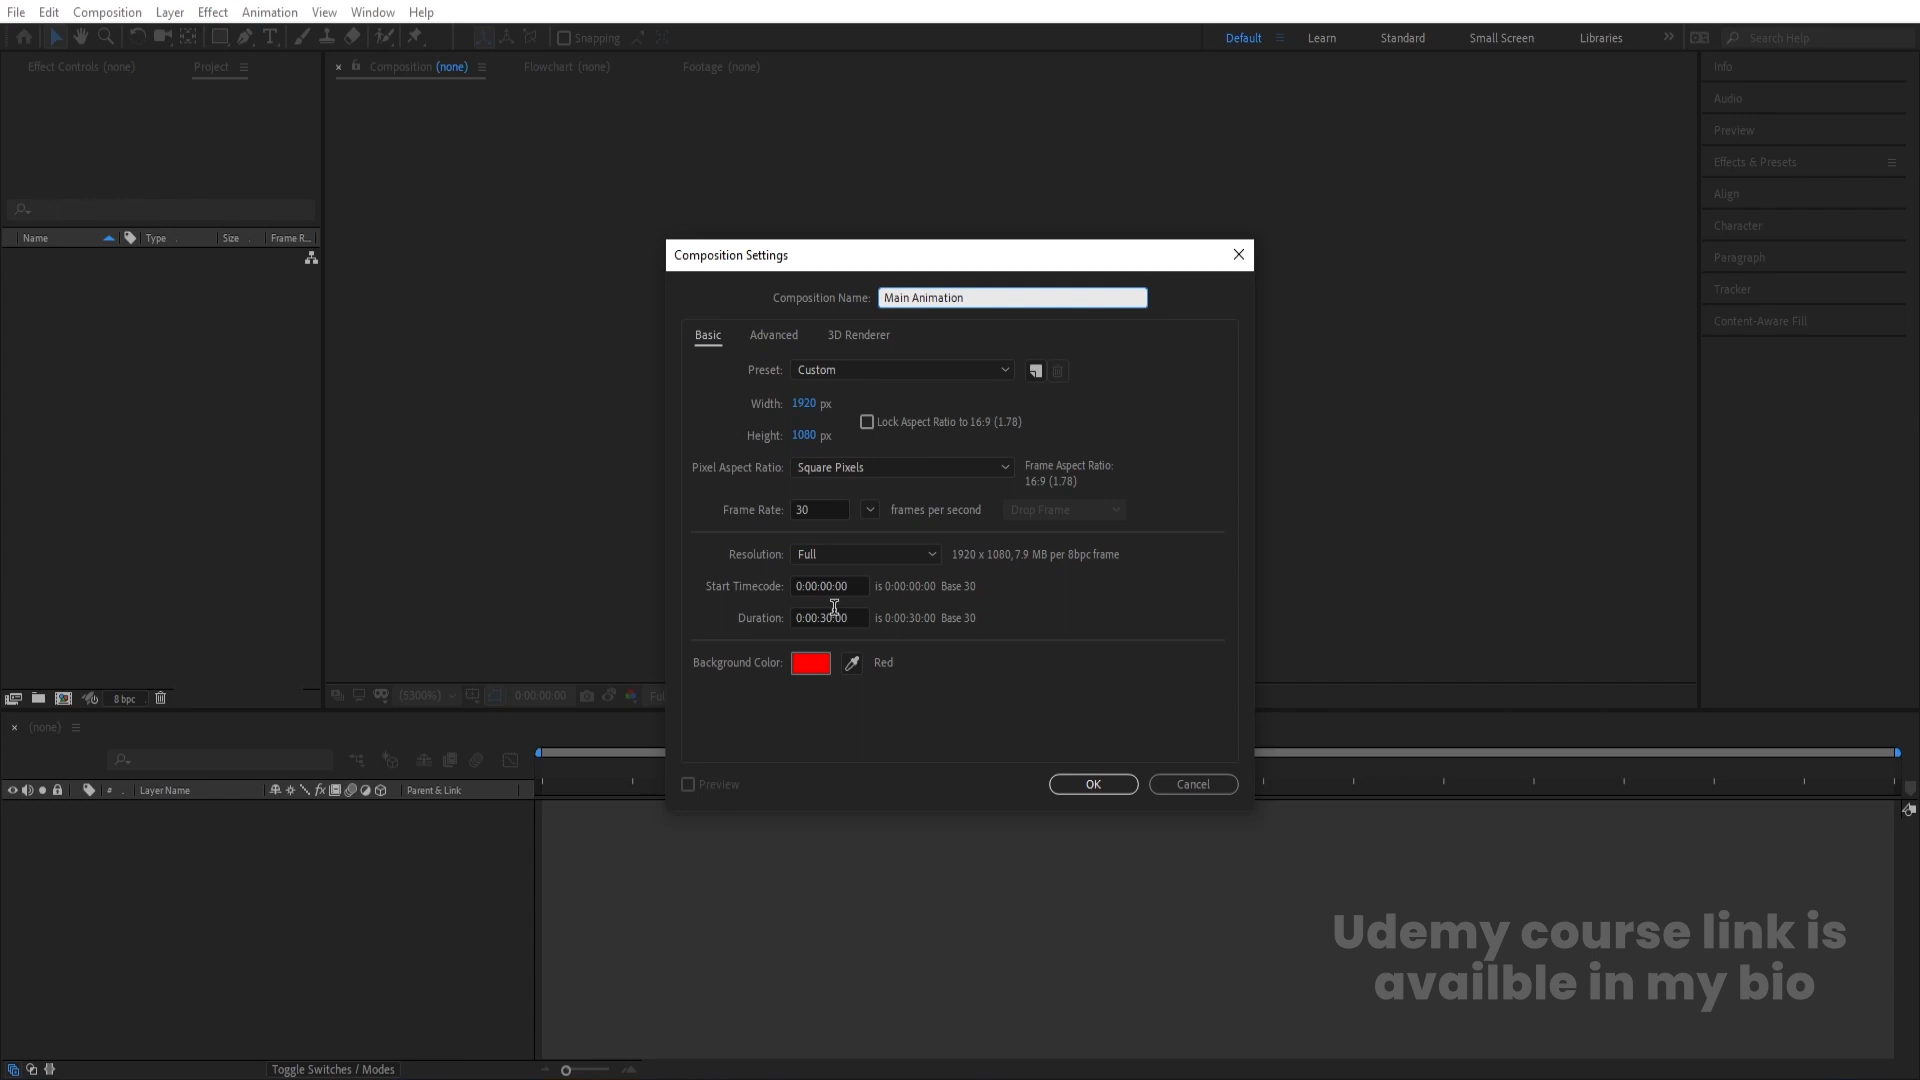 File Edit Composition Layer Effect Animation View Window Help
Snapping
Default Learn Standard Small Screen Libraries Search Help
Effect Controls (none) Project
Composition (none) Flowchart (none) Footage (none)
Info
Audio
Preview
Effects & Presets
Align
Character
Paragraph
Tracker
Content-Aware Fill
Name Type Size Frame R...
Composition Settings
Composition Name: Main Animation
Basic Advanced 3D Renderer
Preset: Custom
Width: 1920 px
Lock Aspect Ratio to 16:9 (1.78)
Height: 1080 px
Pixel Aspect Ratio: Square Pixels
Frame Aspect Ratio:
16:9 (1.78)
Frame Rate: 30 frames per second Drop Frame
Resolution: Full 1920 x 1080, 7.9 MB per 8bpc frame
Start Timecode: 0:00:00:00 is 0:00:00:00 Base 30
Duration: 0:00:30:00 is 0:00:30:00 Base 30
Background Color: Red
Preview OK Cancel
8 bpc
(5300%) 0:00:00:00 Ful
(none)
# Layer Name fx Parent & Link
Udemy course link is
availble in my bio
Toggle Switches / Modes